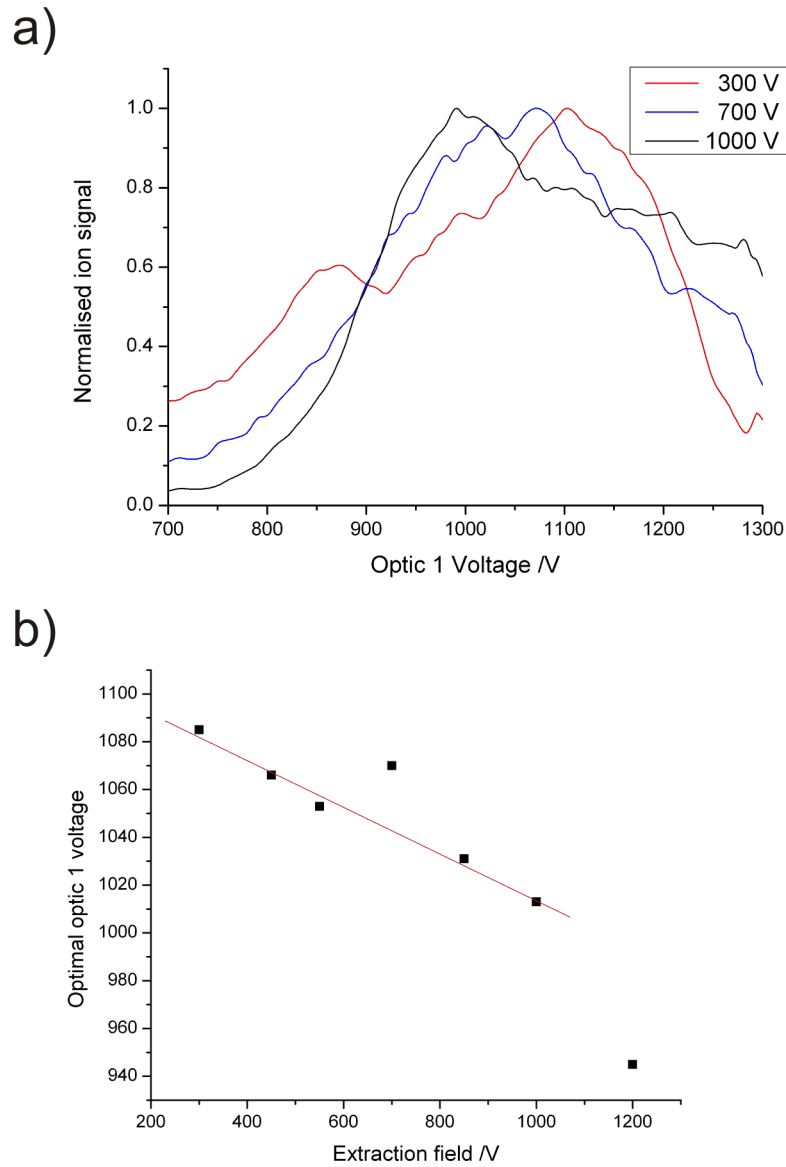 a)
300 V
700 V
1000 V
1.0
0.8
0.6
0.4
0.2
0.0
Normalised ion signal
700 800 900 1000 1100 1200 1300
Optic 1 Voltage /V
b)
1100
1080
1060
1040
1020
1000
980
960
940
Optimal optic 1 voltage
200 400 600 800 1000 1200
Extraction field /V